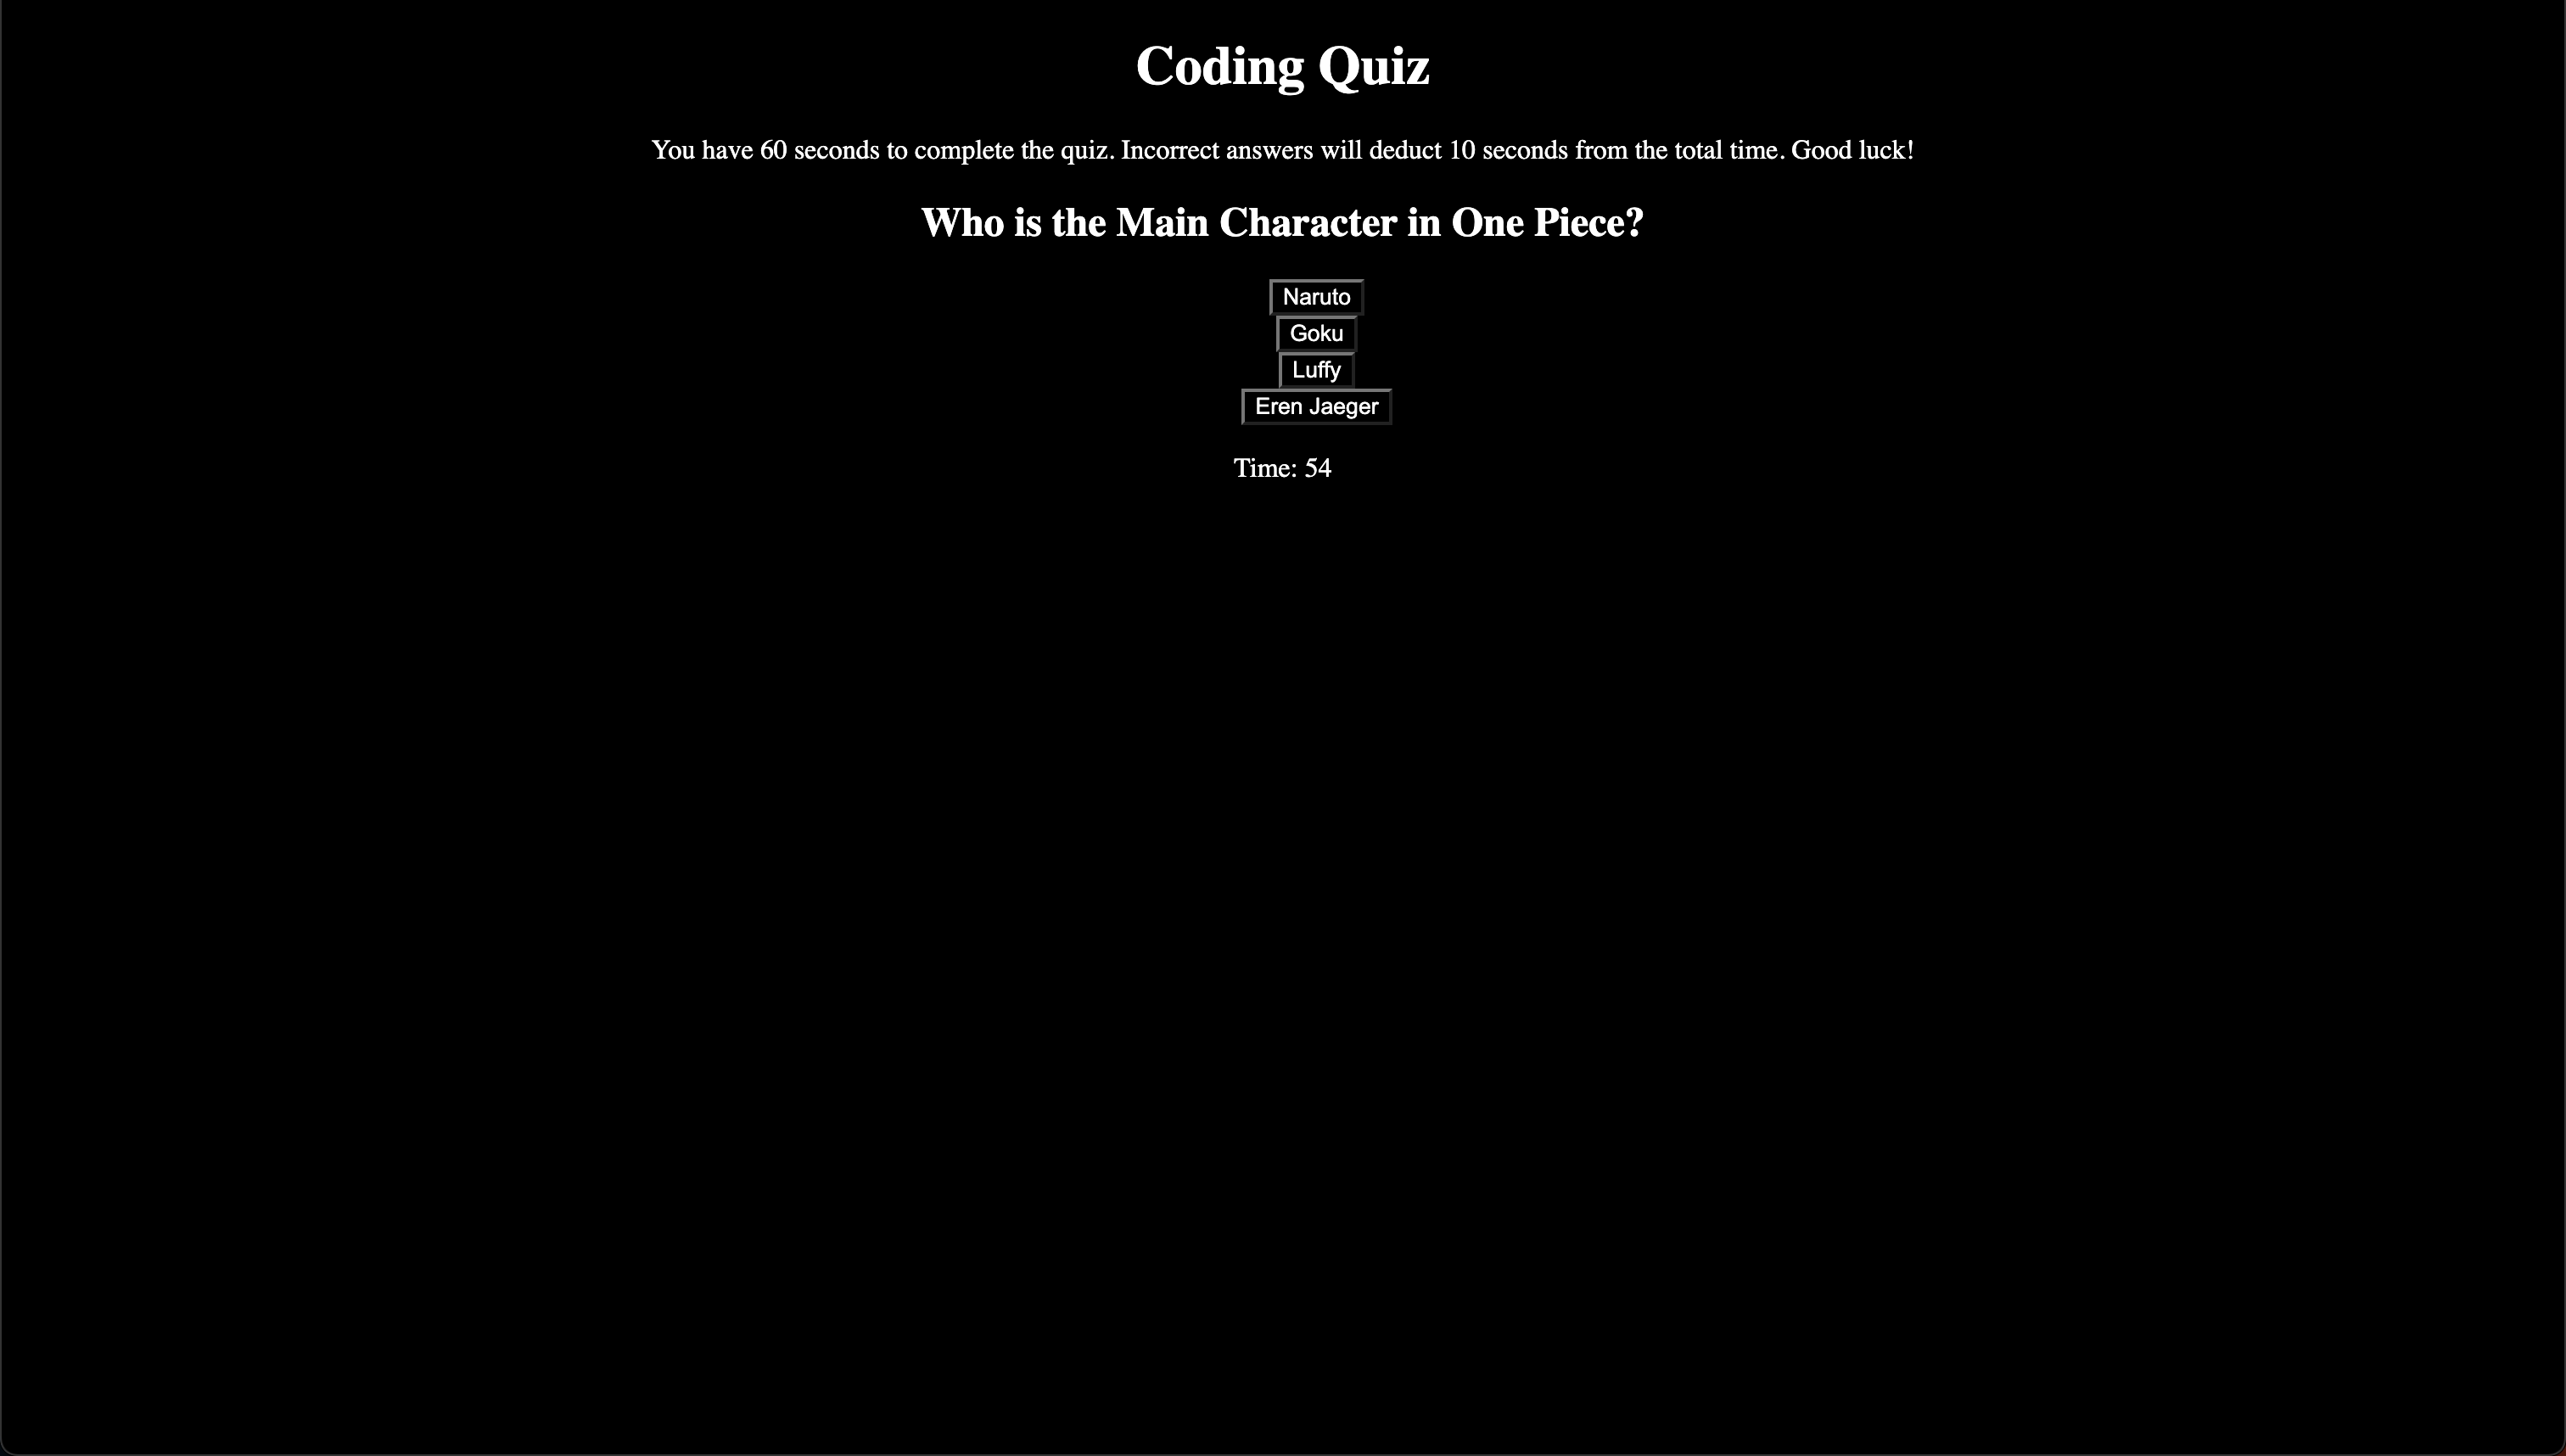 Coding Quiz
You have 60 seconds to complete the quiz. Incorrect answers will deduct 10 seconds from the total time. Good luck!
Who is the Main Character in One Piece?
Naruto
Goku
Luffy
Eren Jaeger
Time: 54